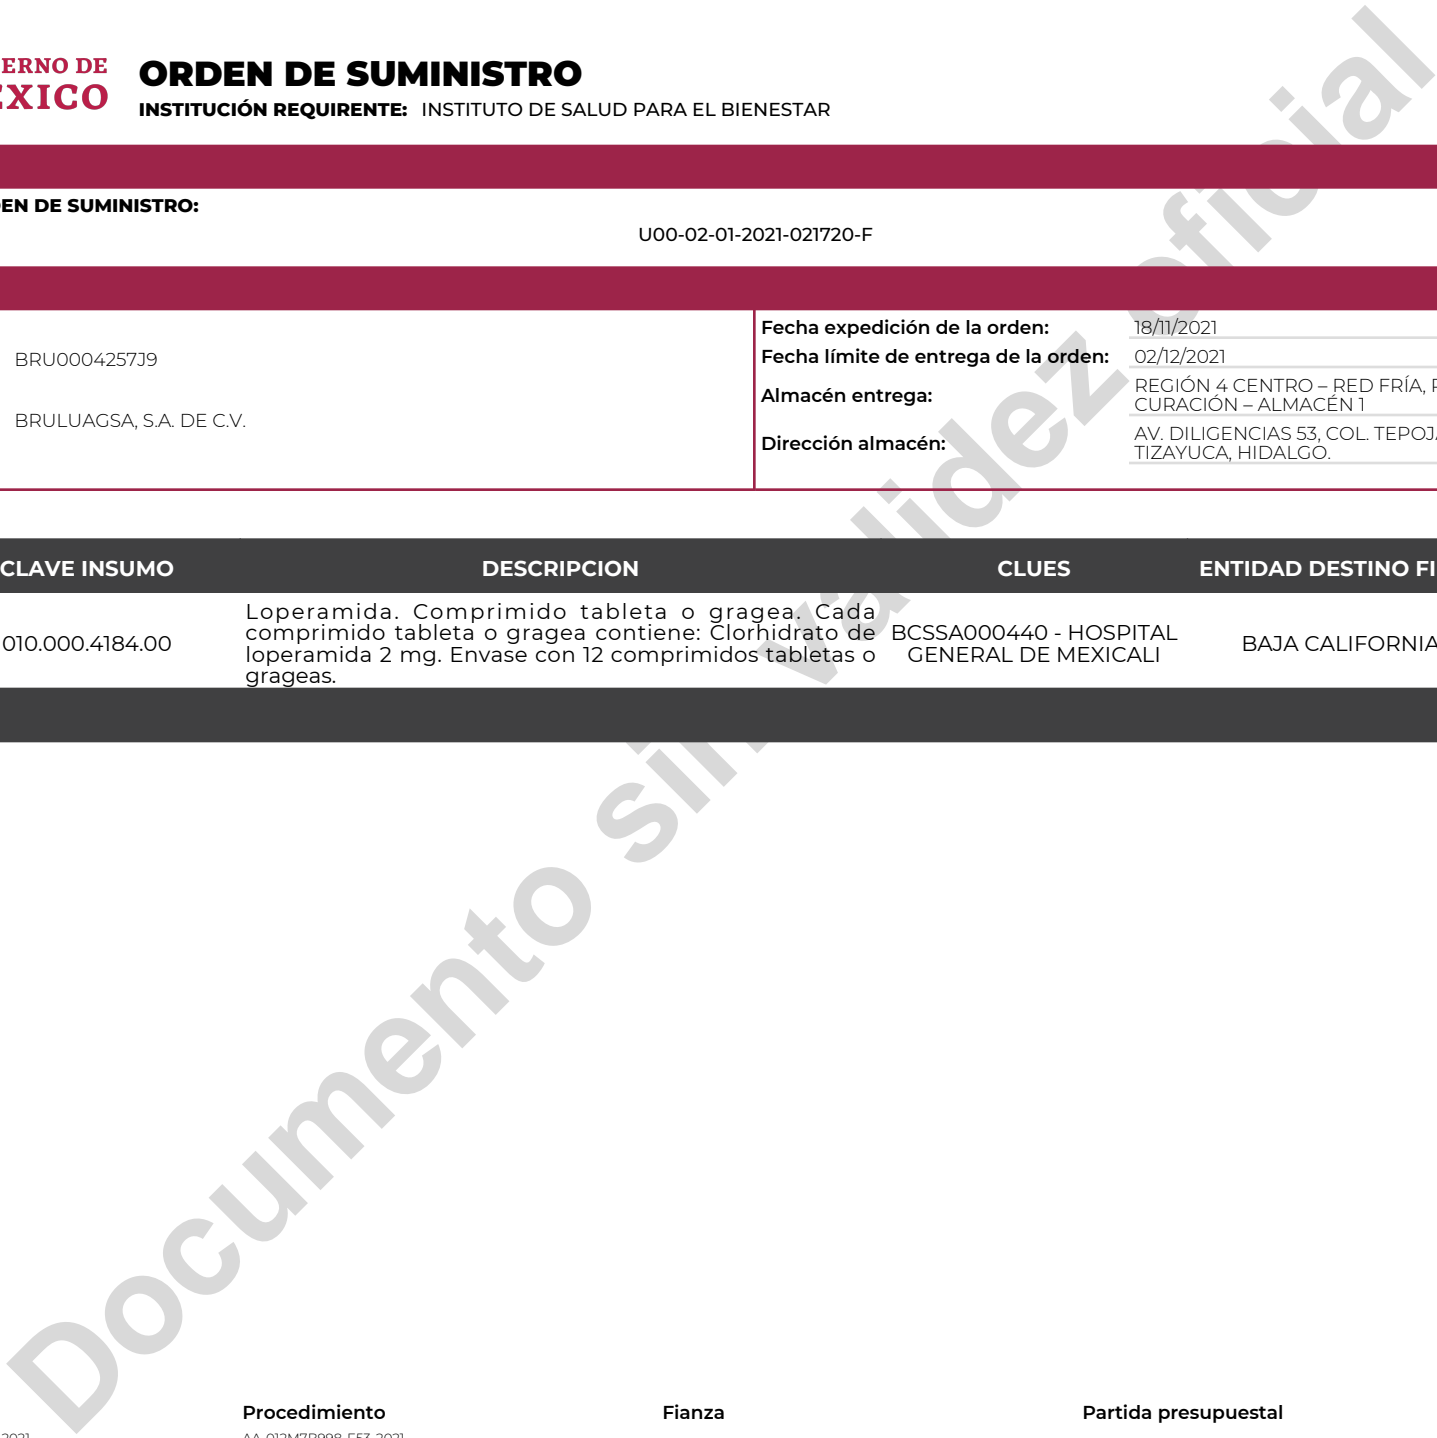 ERNO DE
EXICO
ORDEN DE SUMINISTRO
INSTITUCIÓN REQUIRENTE: INSTITUTO DE SALUD PARA EL BIENESTAR
EN DE SUMINISTRO:
U00-02-01-2021-021720-F
BRU0004257J9
BRULUAGSA, S.A. DE C.V.
Fecha expedición de la orden: 18/11/2021
Fecha límite de entrega de la orden: 02/12/2021
Almacén entrega: REGIÓN 4 CENTRO – RED FRÍA,
CURACIÓN – ALMACÉN 1
Dirección almacén: AV. DILIGENCIAS 53, COL. TEPOJ
TIZAYUCA, HIDALGO.
CLAVE INSUMO DESCRIPCION CLUES ENTIDAD DESTINO FI
010.000.4184.00
Loperamida. Comprimido tableta o gragea. Cada
comprimido tableta o gragea contiene: Clorhidrato de
loperamida 2 mg. Envase con 12 comprimidos tabletas o
grageas.
BCSSA000440 - HOSPITAL
GENERAL DE MEXICALI
BAJA CALIFORNIA
Documento sin validez oficial
Procedimiento Fianza Partida presupuestal